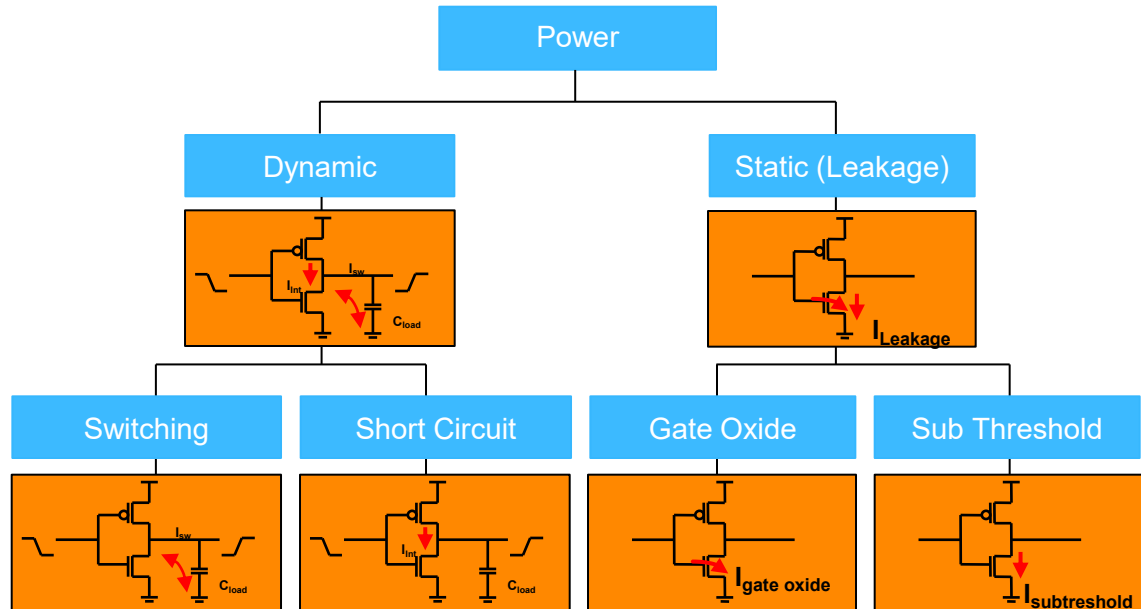 Power
Dynamic
Static (Leakage)
Isw
IInt
Cload
ILeakage
Switching
Short Circuit
Gate Oxide
Sub Threshold
Isw
Cload
IInt
Cload
Igate oxide
Isubtreshold